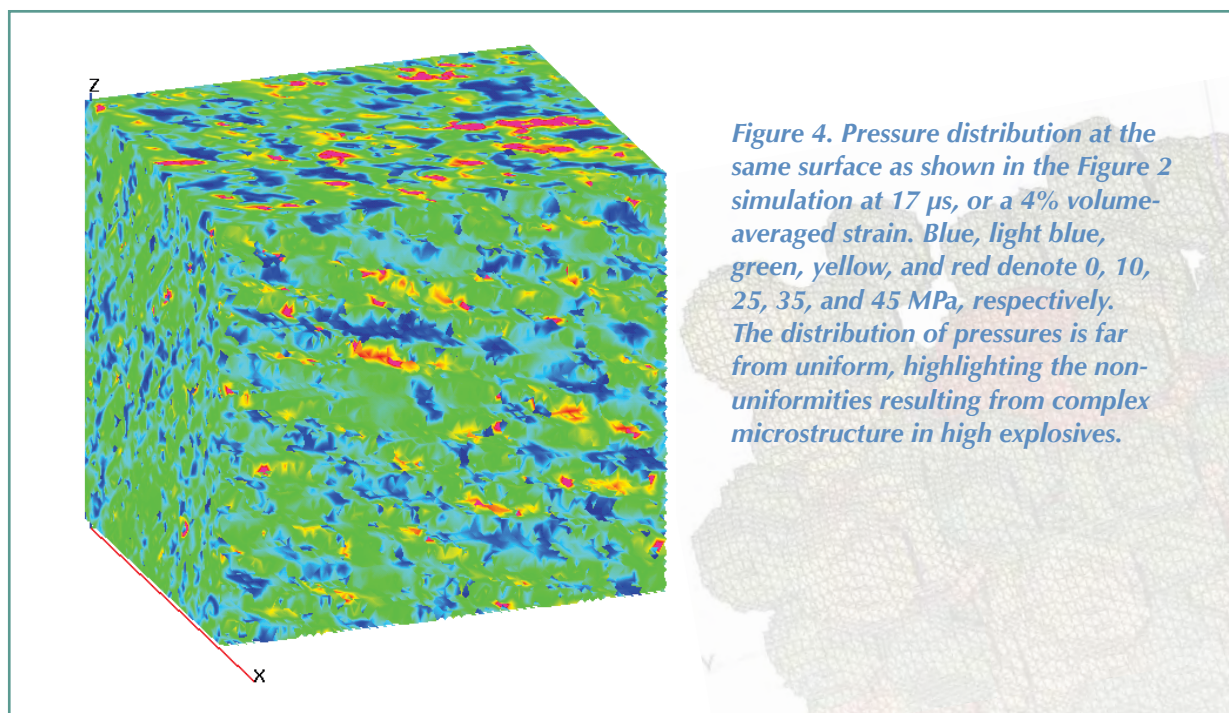 Z
X
Figure 4. Pressure distribution at the
same surface as shown in the Figure 2
simulation at 17 µs, or a 4% volume-
averaged strain. Blue, light blue,
green, yellow, and red denote 0, 10,
25, 35, and 45 MPa, respectively.
The distribution of pressures is far
from uniform, highlighting the non-
uniformities resulting from complex
microstructure in high explosives.